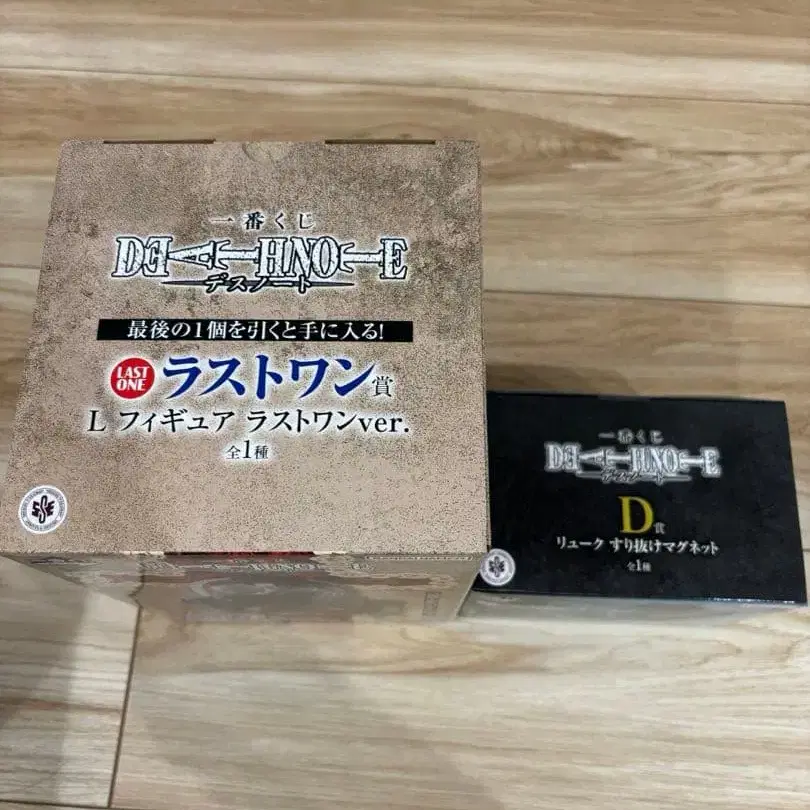 一番くじ
DEATH NOTE
デスノート
最後の1個を引くと手に入る!
LAST ONE ラストワン賞
L フィギュア ラストワンver.
全1種
一番くじ
DEATH NOTE
デスノート
D賞
リューク すり抜けマグネット
全1種